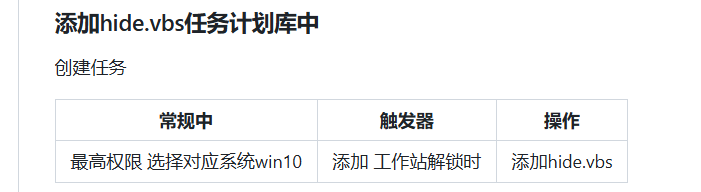 添加hide.vbs任务计划库中
创建任务
常规中 触发器 操作
最高权限 选择对应系统win10 添加 工作站解锁时 添加hide.vbs